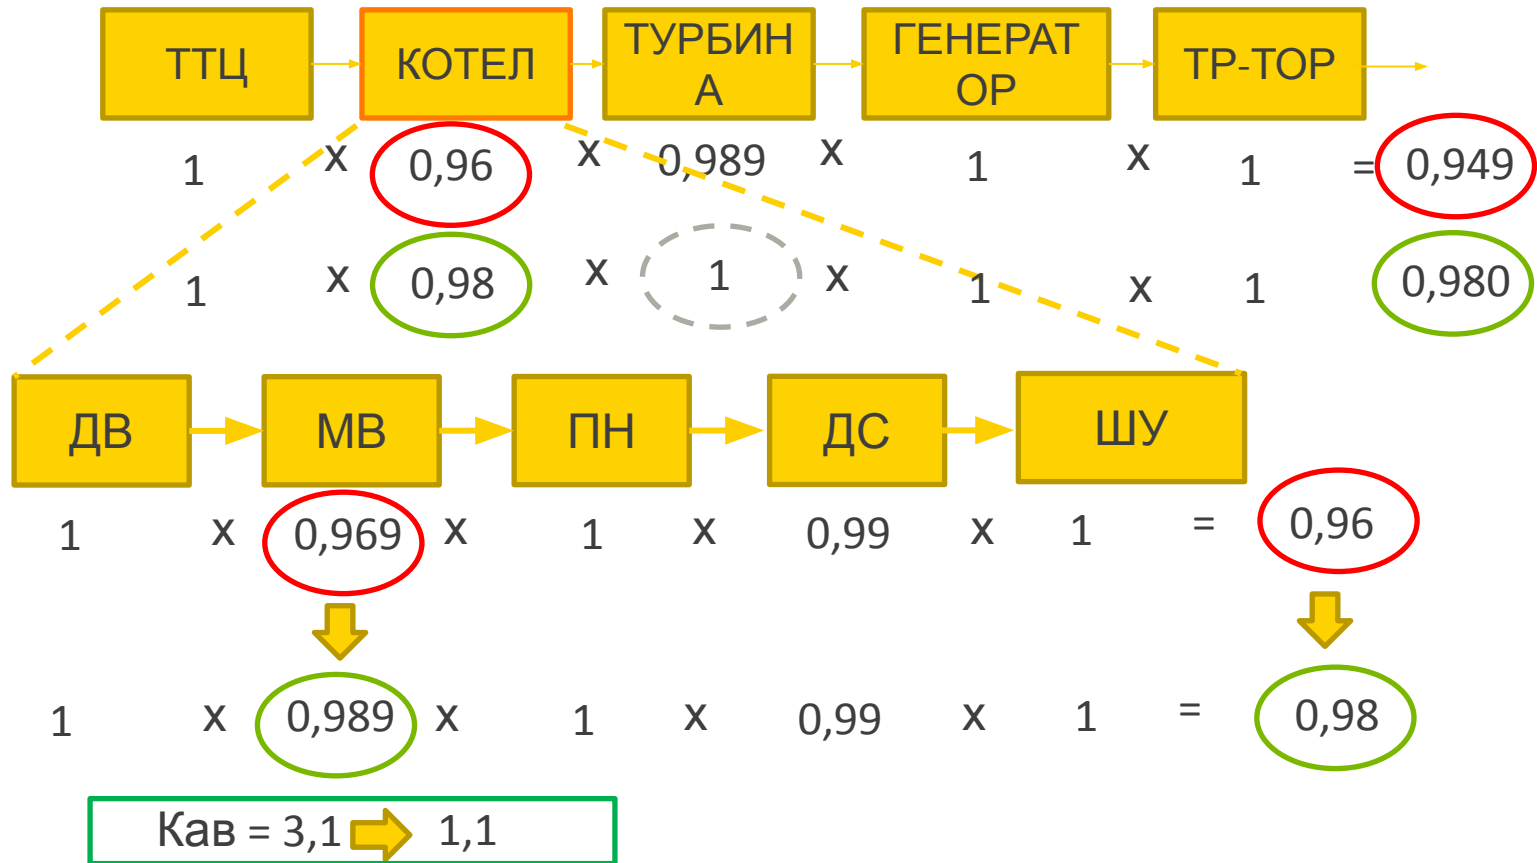 ТТЦ КОТЕЛ ТУРБИН ГЕНЕРАТ ТР-ТОР
А ОР
1 x 0,96 x 0,989 x 1 x 1 = 0,949
1 x 0,98 x 1 x 1 x 1 0,980
ДВ МВ ПН ДС ШУ
1 x 0,969 x 1 x 0,99 x 1 = 0,96
1 x 0,989 x 1 x 0,99 x 1 = 0,98
Кав = 3,1 1,1